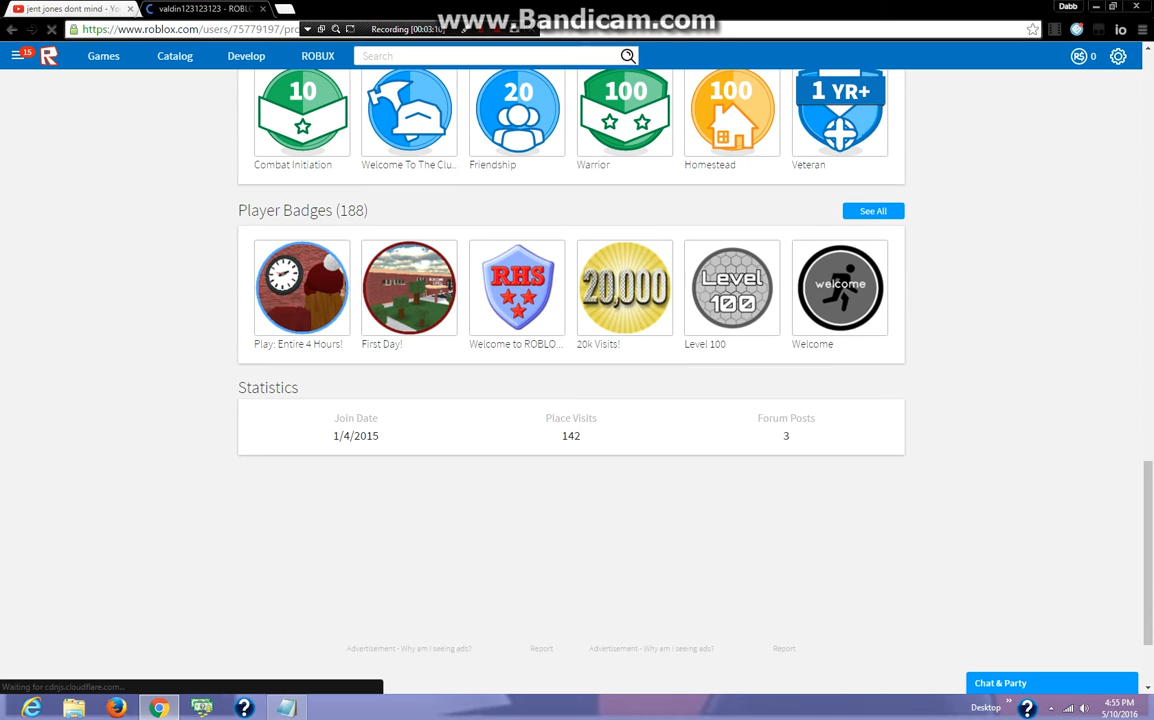 www.Bandicam.com
jent jones dont mind - Yo
valdin123123123 - ROBLO
Dabb
https://www.roblox.com/users/75779197/pro
Recording [00:03:10]
io
15
Games
Catalog
Develop
ROBUX
Search
R$ 0
10
20
100
100
1 YR+
Combat Initiation
Welcome To The Clu...
Friendship
Warrior
Homestead
Veteran
Player Badges (188)
See All
RHS
20,000
Level
100
welcome
Play: Entire 4 Hours!
First Day!
Welcome to ROBLO...
20k Visits!
Level 100
Welcome
Statistics
Join Date
Place Visits
Forum Posts
1/4/2015
142
3
Advertisement - Why am I seeing ads?
Report
Advertisement - Why am I seeing ads?
Report
Chat & Party
Waiting for cdnjs.cloudflare.com...
Desktop
4:55 PM
5/10/2016